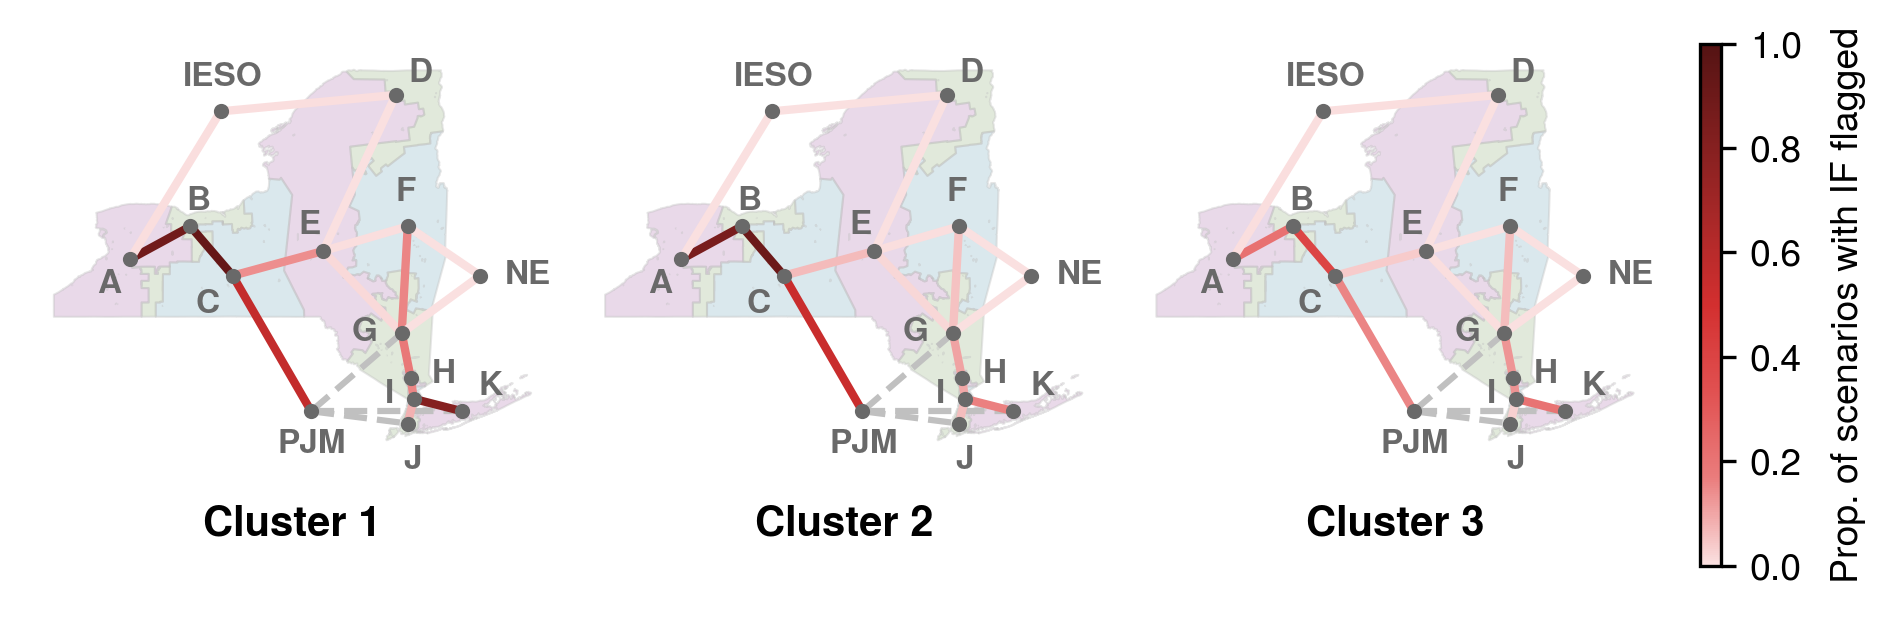 IESO
D
B
F
E
A
C
NE
G
H
I
K
PJM
J
Cluster 1
IESO
D
B
F
E
A
C
NE
G
H
I
K
PJM
J
Cluster 2
IESO
D
B
F
E
A
C
NE
G
H
I
K
PJM
J
Cluster 3
1.0
0.8
0.6
0.4
0.2
0.0
Prop. of scenarios with IF flagged